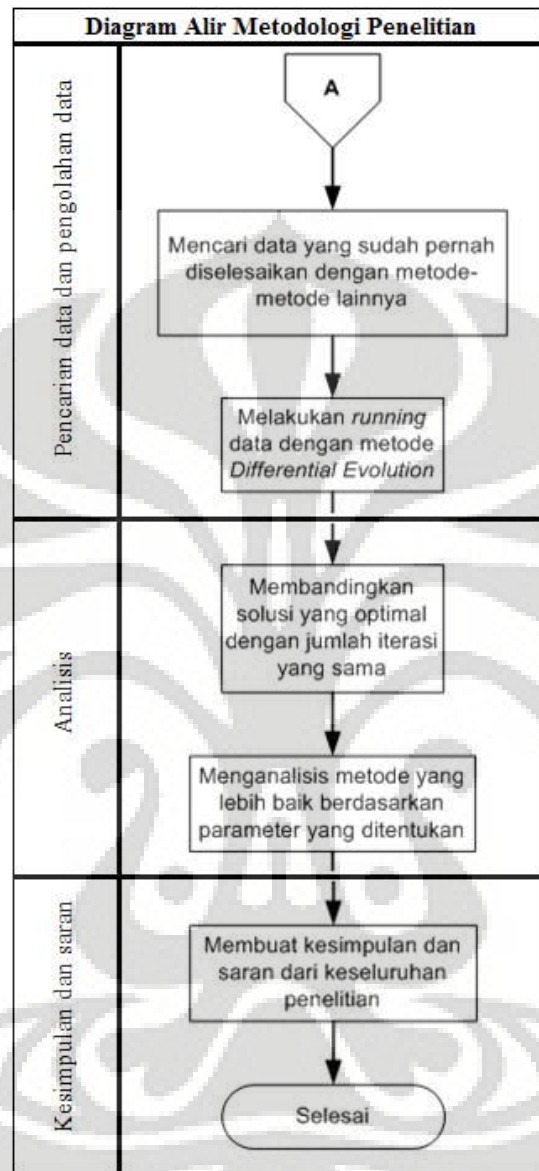 Diagram Alir Metodologi Penelitian
Pencarian data dan pengolahan data
A
Mencari data yang sudah pernah
diselesaikan dengan metode-
metode lainnya
Melakukan running
data dengan metode
Differential Evolution
Analisis
Membandingkan
solusi yang optimal
dengan jumlah iterasi
yang sama
Menganalisis metode yang
lebih baik berdasarkan
parameter yang ditentukan
Kesimpulan dan saran
Membuat kesimpulan dan
saran dari keseluruhan
penelitian
Selesai